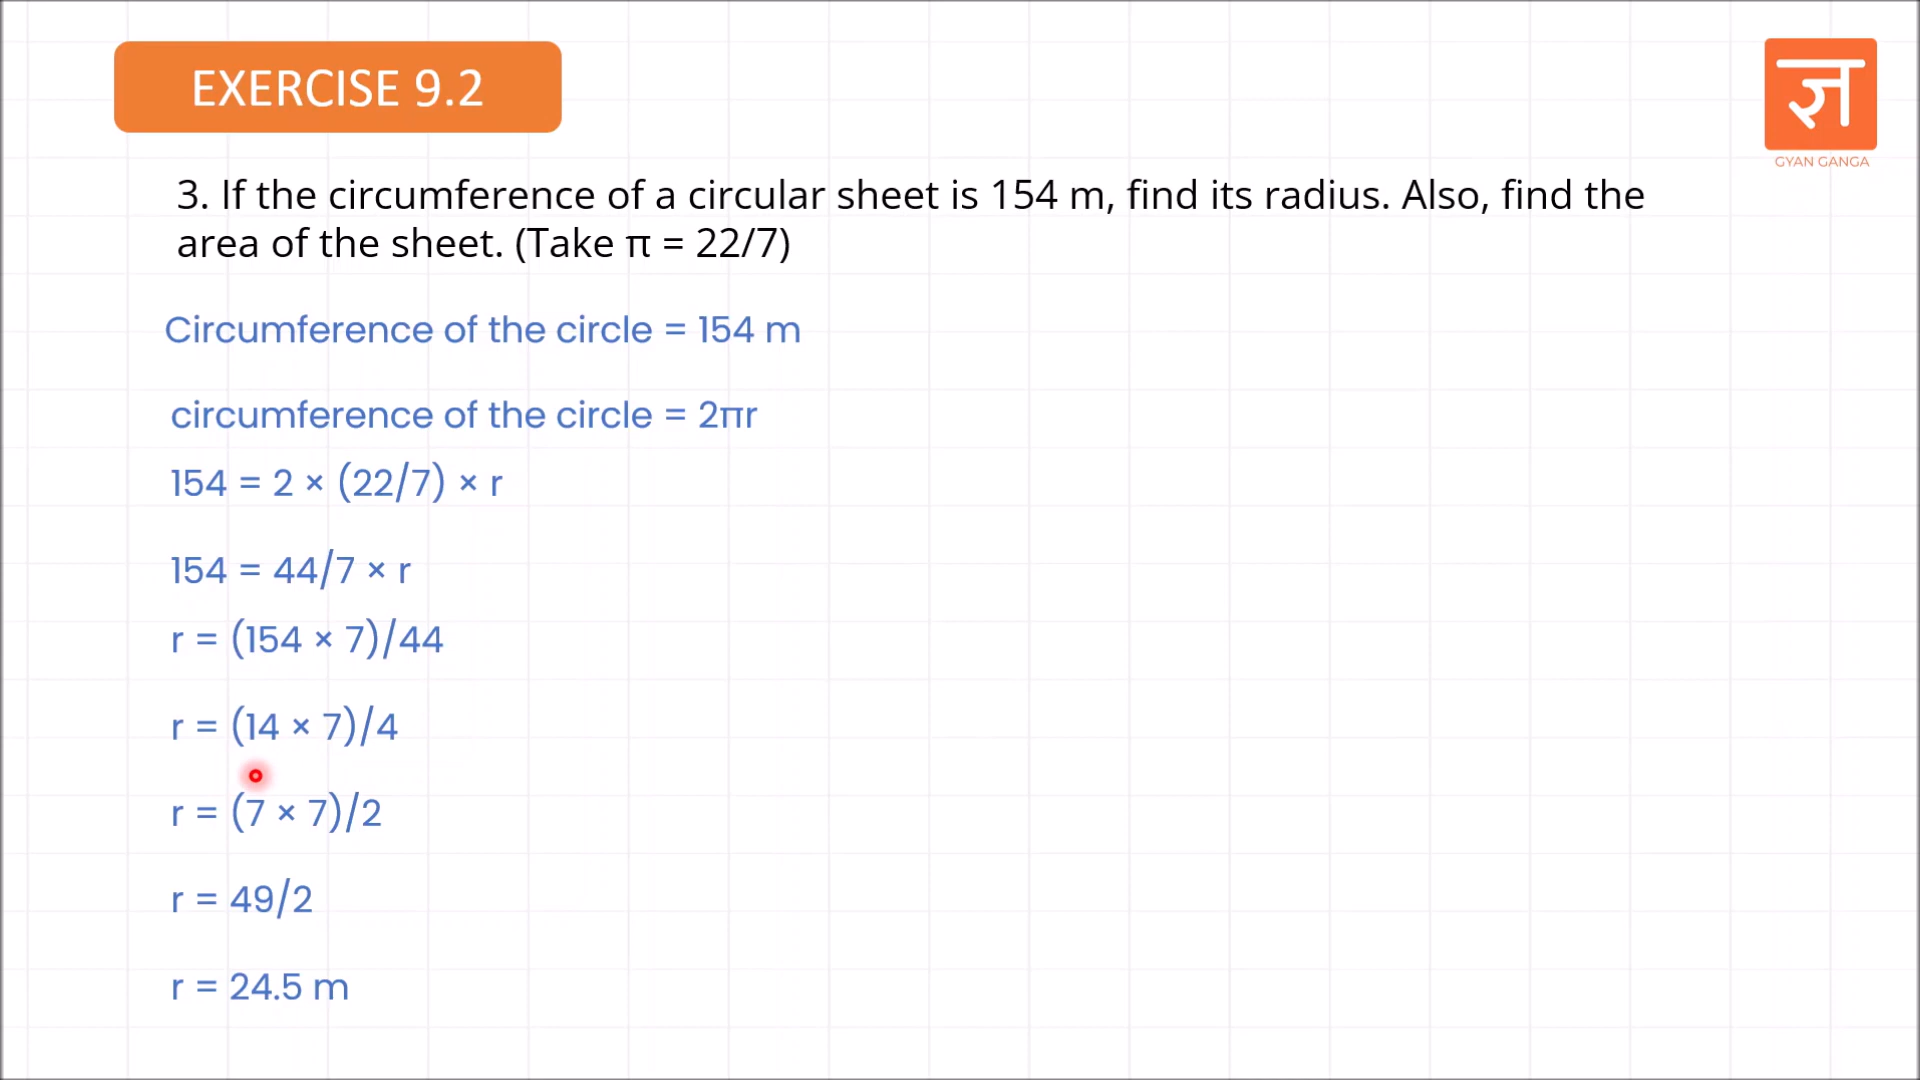 EXERCISE 9.2
ज्ञ
GYAN GANGA
3. If the circumference of a circular sheet is 154 m, find its radius. Also, find the
area of the sheet. (Take π = 22/7)
Circumference of the circle = 154 m
circumference of the circle = 2πr
154 = 2 × (22/7) × r
154 = 44/7 × r
r = (154 × 7)/44
r = (14 × 7)/4
r = (7 × 7)/2
r = 49/2
r = 24.5 m